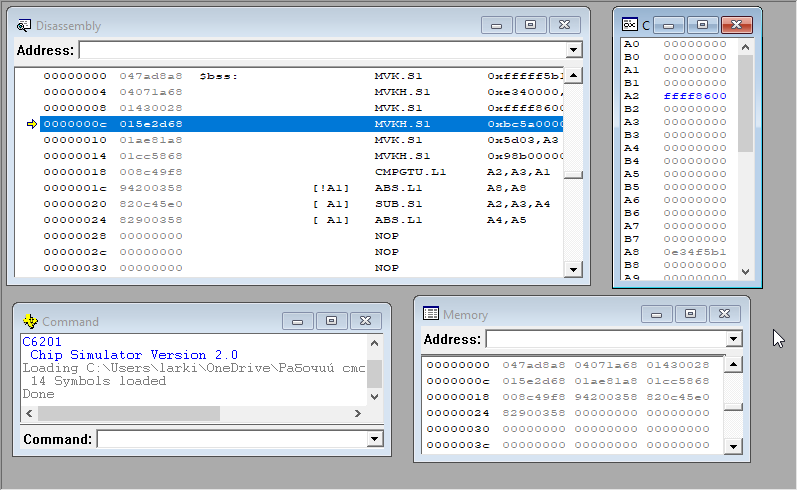 Disassembly
Address:
00000000 047ad8a8 $bss: MVK.S1 0xfffff5b1
00000004 04071a68 MVKH.S1 0xe340000,
00000008 01430028 MVK.S1 0xffff8600
0000000c 015e2d68 MVKH.S1 0xbc5a0000
00000010 01ae81a8 MVK.S1 0x5d03,A3
00000014 01cc5868 MVKH.S1 0x98b00000
00000018 008c49f8 CMPGTU.L1 A2,A3,A1
0000001c 94200358 [!A1] ABS.L1 A8,A8
00000020 820c45e0 [ A1] SUB.S1 A2,A3,A4
00000024 82900358 [ A1] ABS.L1 A4,A5
00000028 00000000 NOP
0000002c 00000000 NOP
00000030 00000000 NOP
C
A0 00000000
B0 00000000
A1 00000000
B1 00000000
A2 ffff8600
B2 00000000
A3 00000000
B3 00000000
A4 00000000
B4 00000000
A5 00000000
B5 00000000
A6 00000000
B6 00000000
A7 00000000
B7 00000000
A8 0e34f5b1
B8 00000000
A9 00000000
Command
C6201
Chip Simulator Version 2.0
Loading C:\Users\larki\OneDrive\Рабочий стс
14 Symbols loaded
Done
Command:
Memory
Address:
00000000 047ad8a8 04071a68 01430028
0000000c 015e2d68 01ae81a8 01cc5868
00000018 008c49f8 94200358 820c45e0
00000024 82900358 00000000 00000000
00000030 00000000 00000000 00000000
0000003c 00000000 00000000 00000000